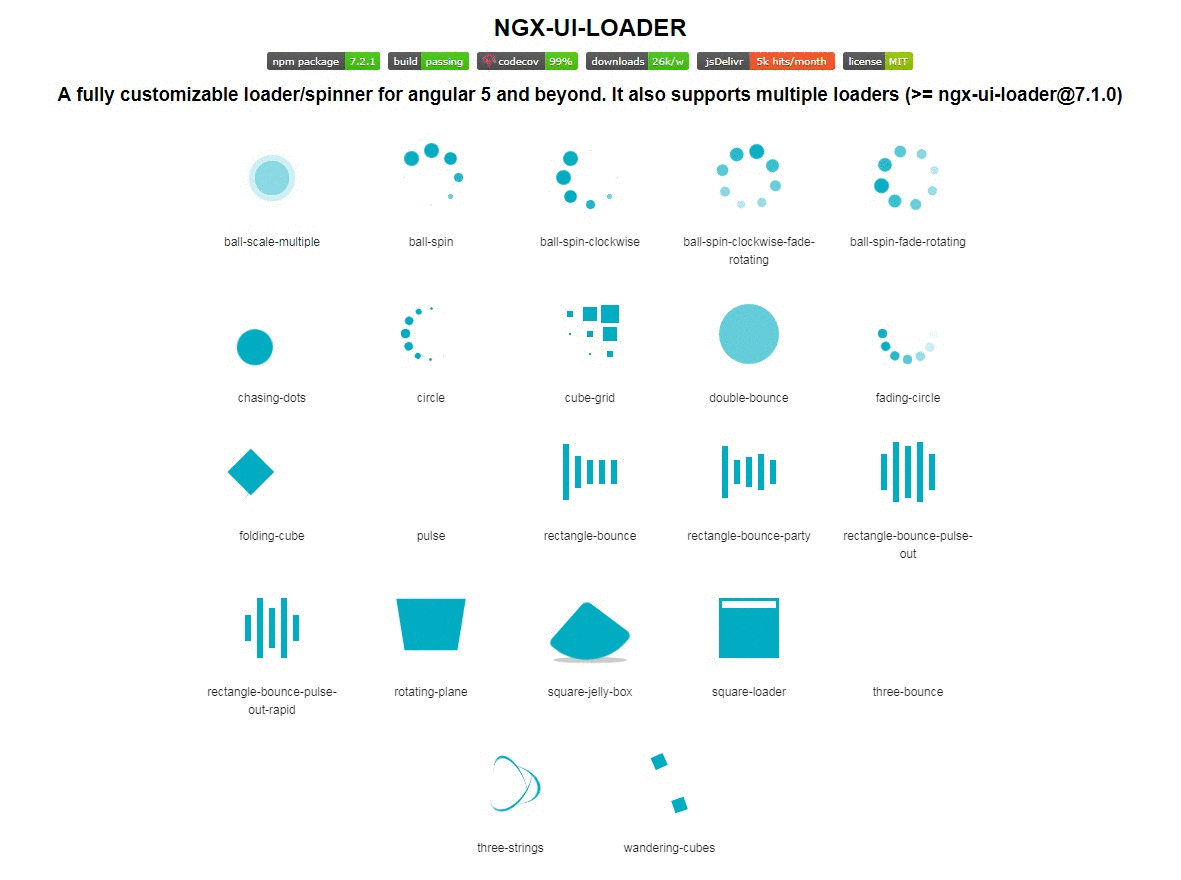 NGX-UI-LOADER
npm package 7.2.1 build passing codecov 99% downloads 26k/w jsDelivr 5k hits/month license MIT
A fully customizable loader/spinner for angular 5 and beyond. It also supports multiple loaders (>= ngx-ui-loader@7.1.0)
ball-scale-multiple
ball-spin
ball-spin-clockwise
ball-spin-clockwise-fade-
rotating
ball-spin-fade-rotating
chasing-dots
circle
cube-grid
double-bounce
fading-circle
folding-cube
pulse
rectangle-bounce
rectangle-bounce-party
rectangle-bounce-pulse-
out
rectangle-bounce-pulse-
out-rapid
rotating-plane
square-jelly-box
square-loader
three-bounce
three-strings
wandering-cubes